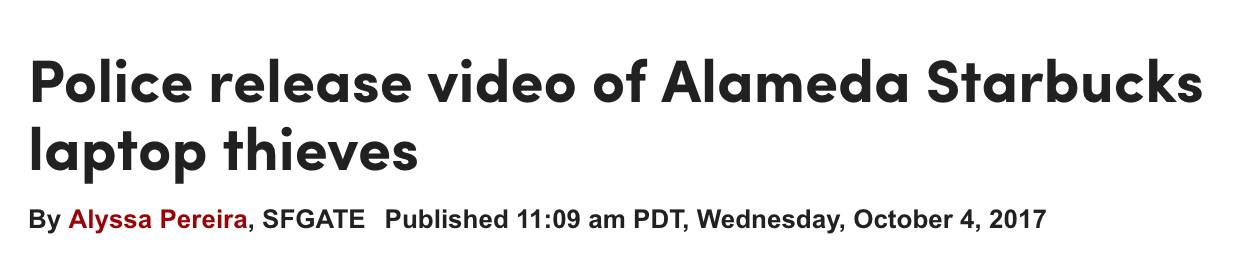 Police release video of Alameda Starbucks
laptop thieves
By Alyssa Pereira, SFGATE Published 11:09 am PDT, Wednesday, October 4, 2017